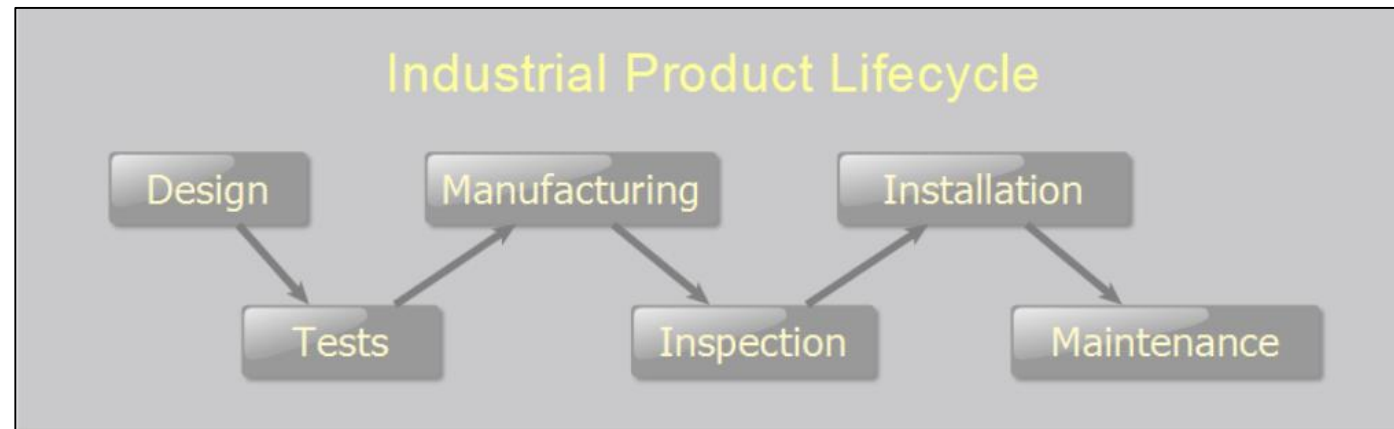 Industrial Product Lifecycle
Design
Tests
Manufacturing
Inspection
Installation
Maintenance